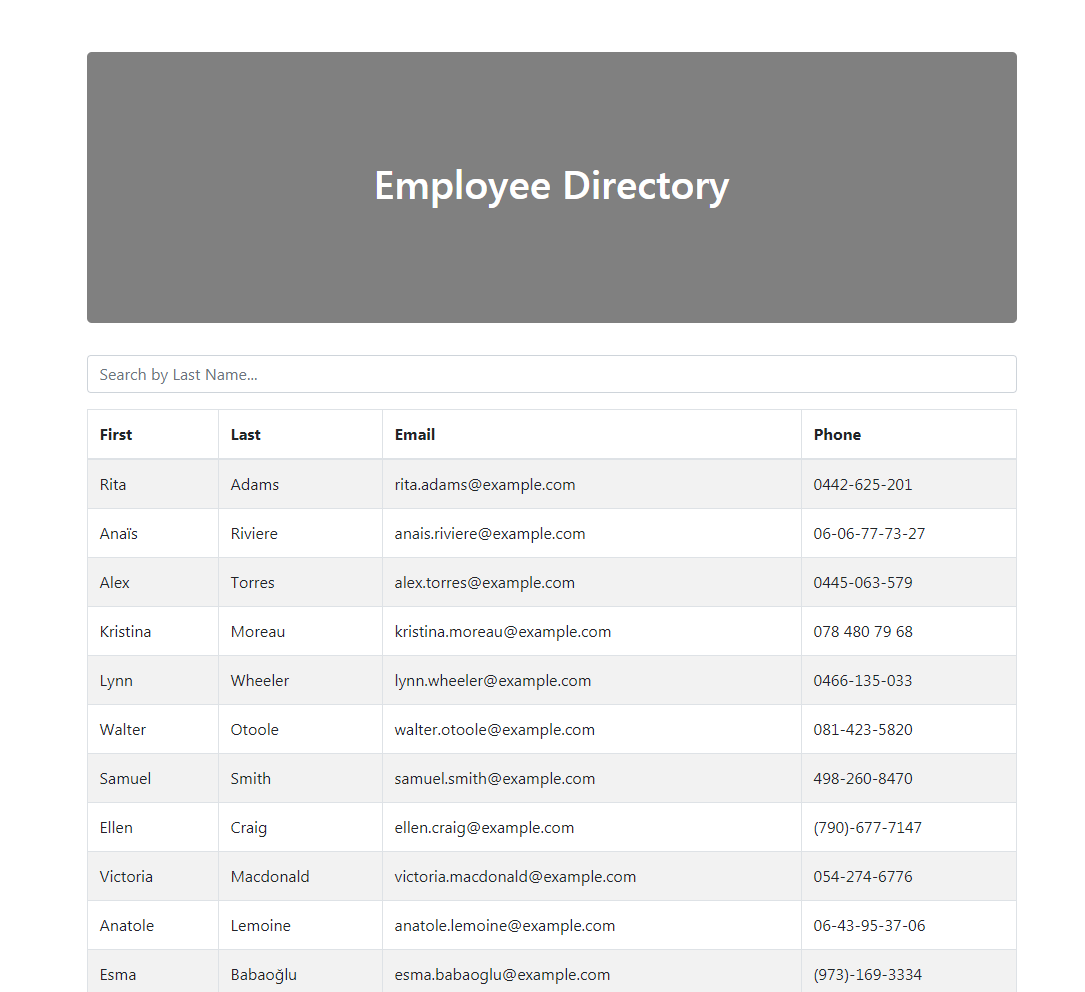 Employee Directory
Search by Last Name...
First Last Email Phone
Rita Adams rita.adams@example.com 0442-625-201
Anaïs Riviere anais.riviere@example.com 06-06-77-73-27
Alex Torres alex.torres@example.com 0445-063-579
Kristina Moreau kristina.moreau@example.com 078 480 79 68
Lynn Wheeler lynn.wheeler@example.com 0466-135-033
Walter Otoole walter.otoole@example.com 081-423-5820
Samuel Smith samuel.smith@example.com 498-260-8470
Ellen Craig ellen.craig@example.com (790)-677-7147
Victoria Macdonald victoria.macdonald@example.com 054-274-6776
Anatole Lemoine anatole.lemoine@example.com 06-43-95-37-06
Esma Babaoğlu esma.babaoglu@example.com (973)-169-3334